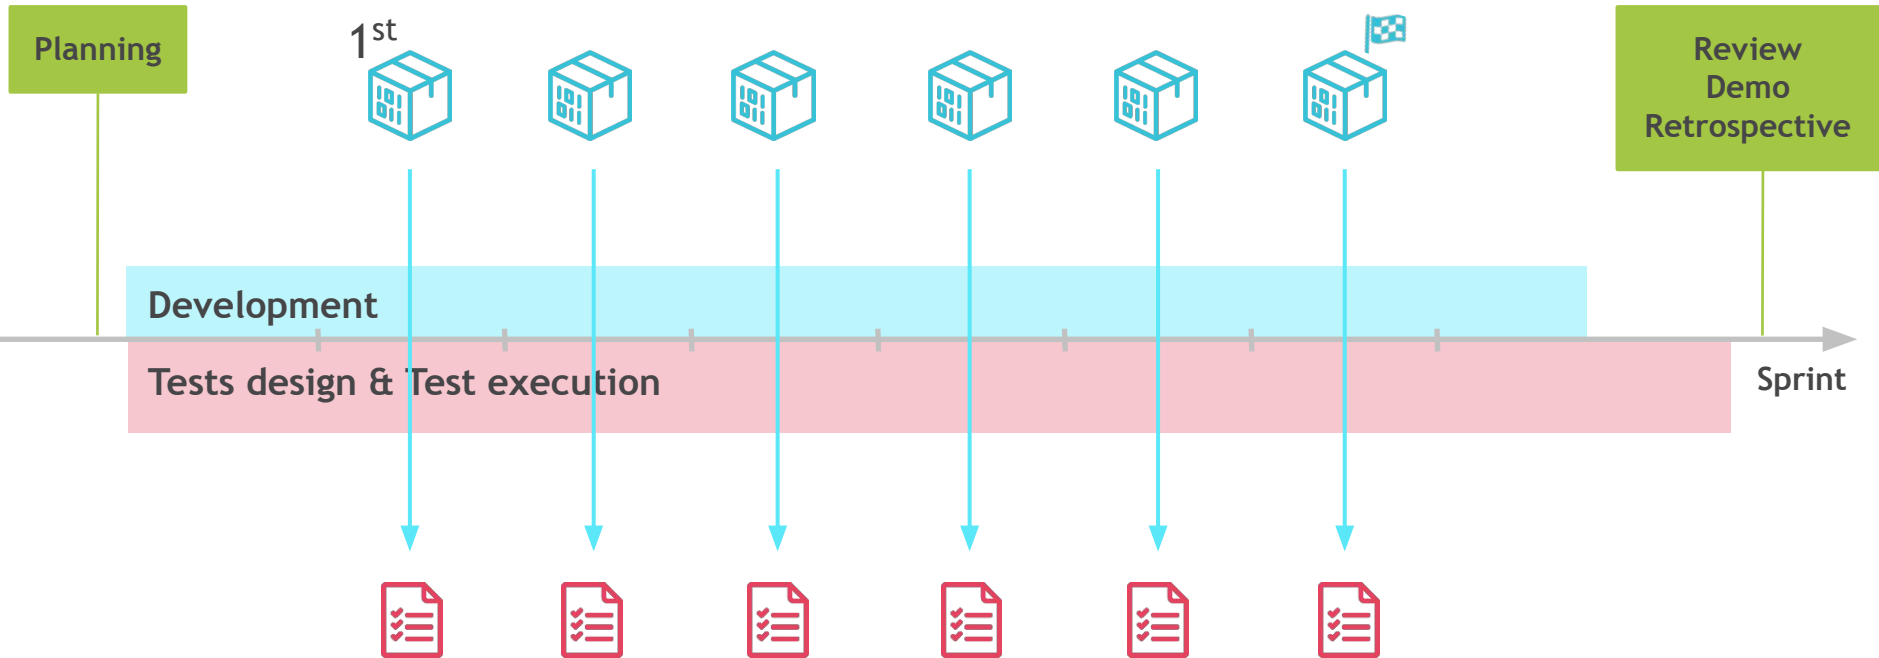 Planning
1st
Review
Demo
Retrospective
Development
Tests design & Test execution
Sprint